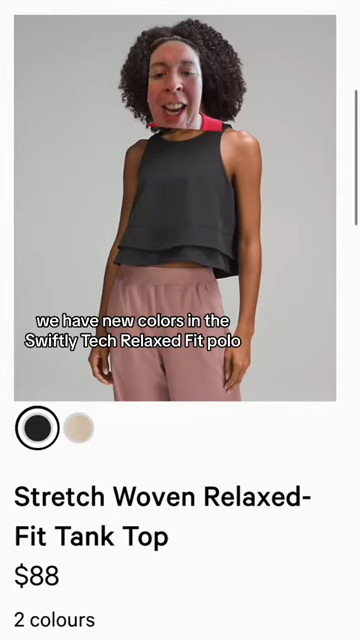 we have new colors in the
Swiftly Tech Relaxed Fit polo
Stretch Woven Relaxed-
Fit Tank Top
$88
2 colours